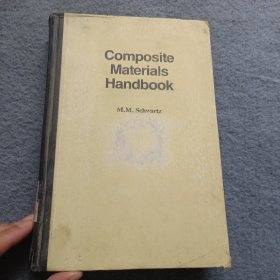 Composite
Materials
Handbook
M.M. Schwartz